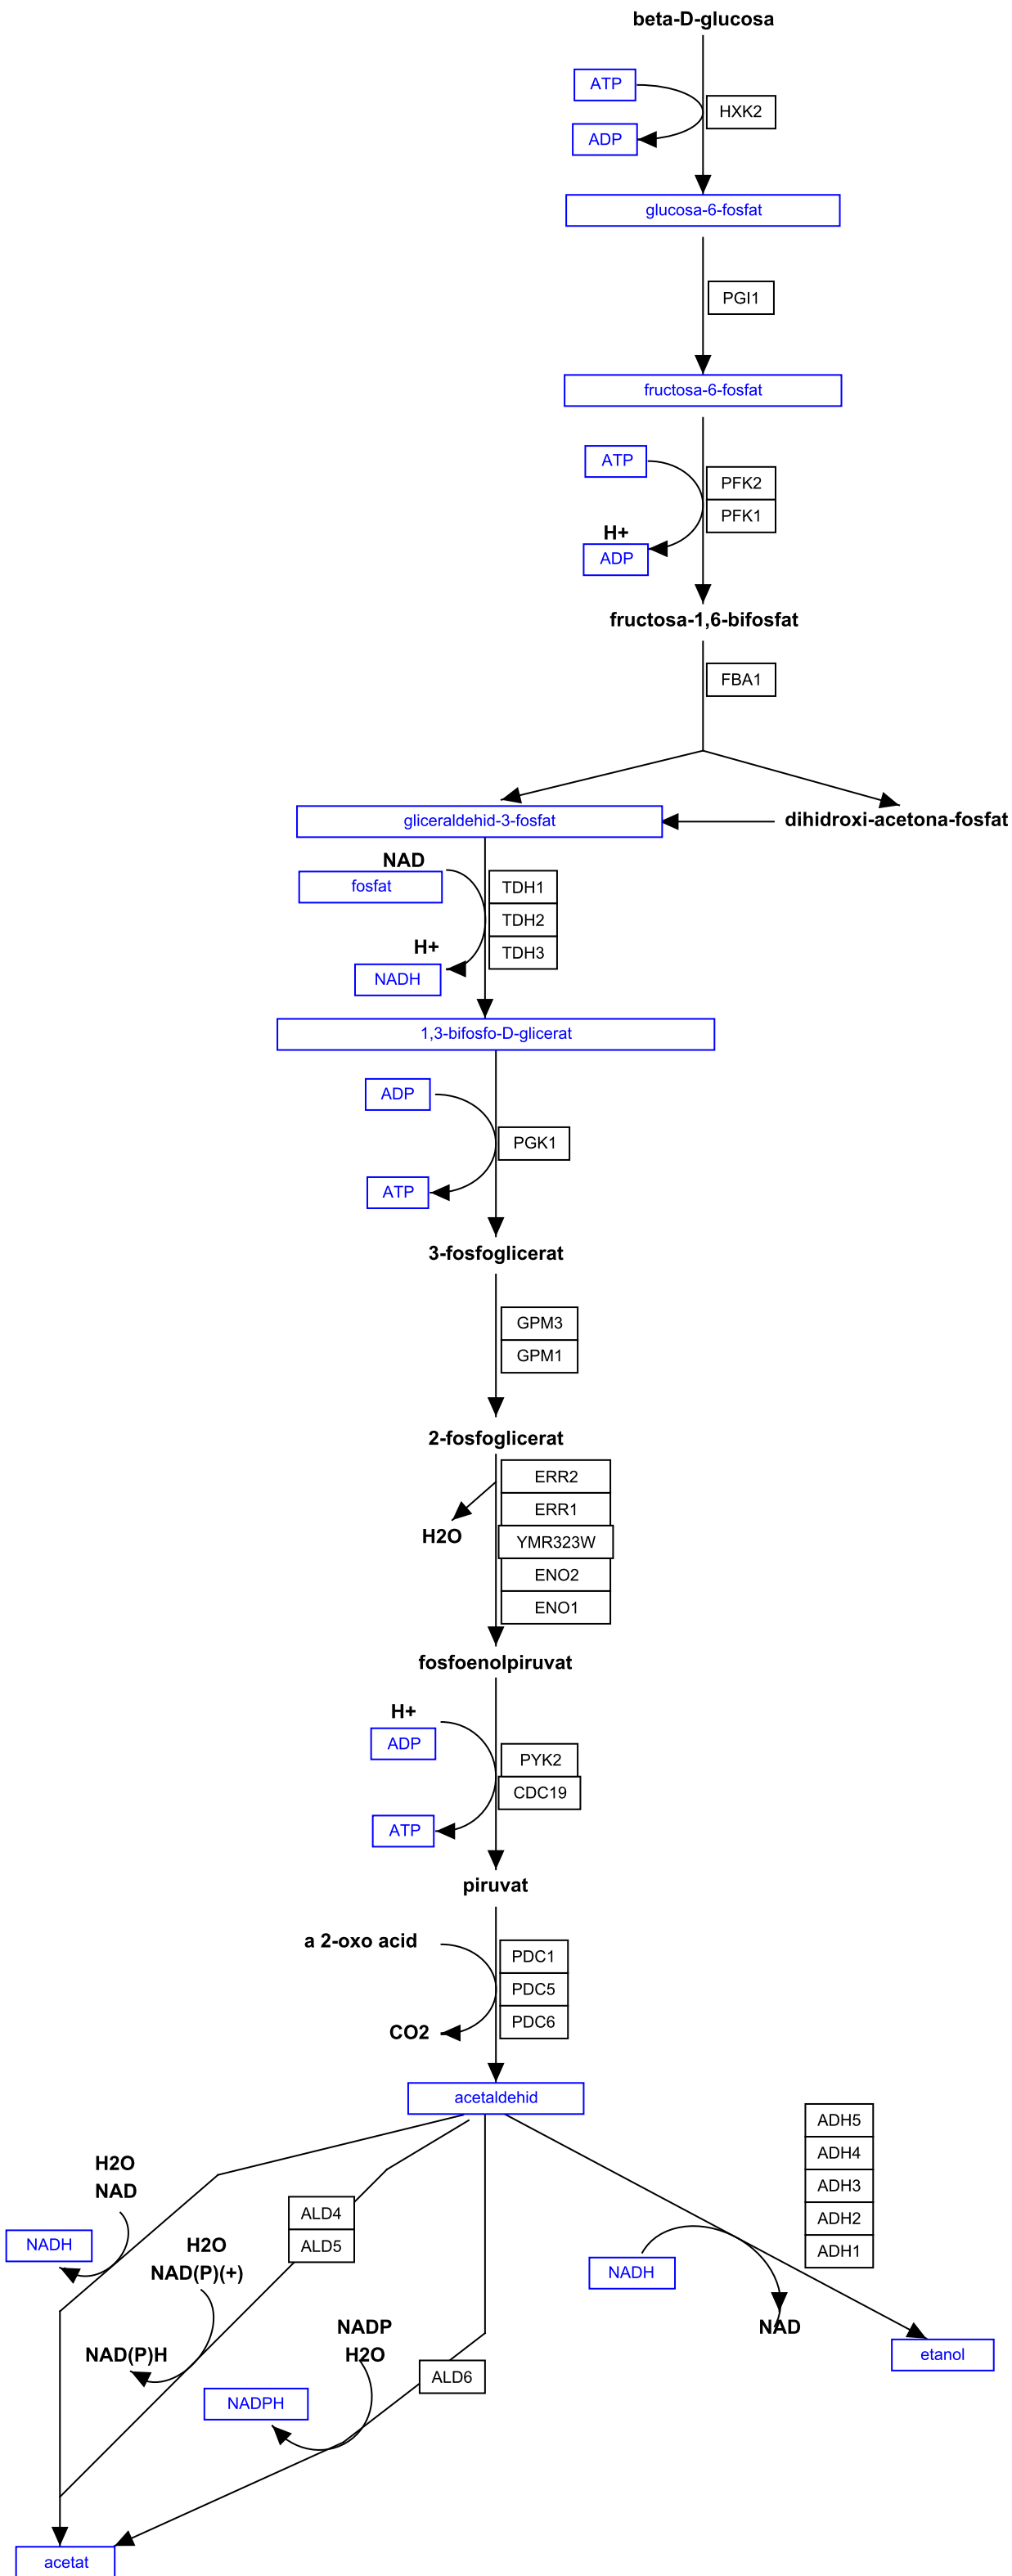 beta-D-glucosa
ATP
HXK2
ADP
glucosa-6-fosfat
PGI1
fructosa-6-fosfat
ATP
PFK2
PFK1
H+
ADP
fructosa-1,6-bifosfat
FBA1
gliceraldehid-3-fosfat
dihidroxi-acetona-fosfat
NAD
fosfat
TDH1
TDH2
TDH3
H+
NADH
1,3-bifosfo-D-glicerat
ADP
PGK1
ATP
3-fosfoglicerat
GPM3
GPM1
2-fosfoglicerat
ERR2
ERR1
YMR323W
ENO2
ENO1
H2O
fosfoenolpiruvat
H+
ADP
PYK2
CDC19
ATP
piruvat
a 2-oxo acid
PDC1
PDC5
PDC6
CO2
acetaldehid
ADH5
ADH4
ADH3
ADH2
ADH1
H2O
NAD
NADH
ALD4
ALD5
H2O
NAD(P)(+)
NAD(P)H
NADH
NAD
NADP
H2O
ALD6
NADPH
etanol
acetat